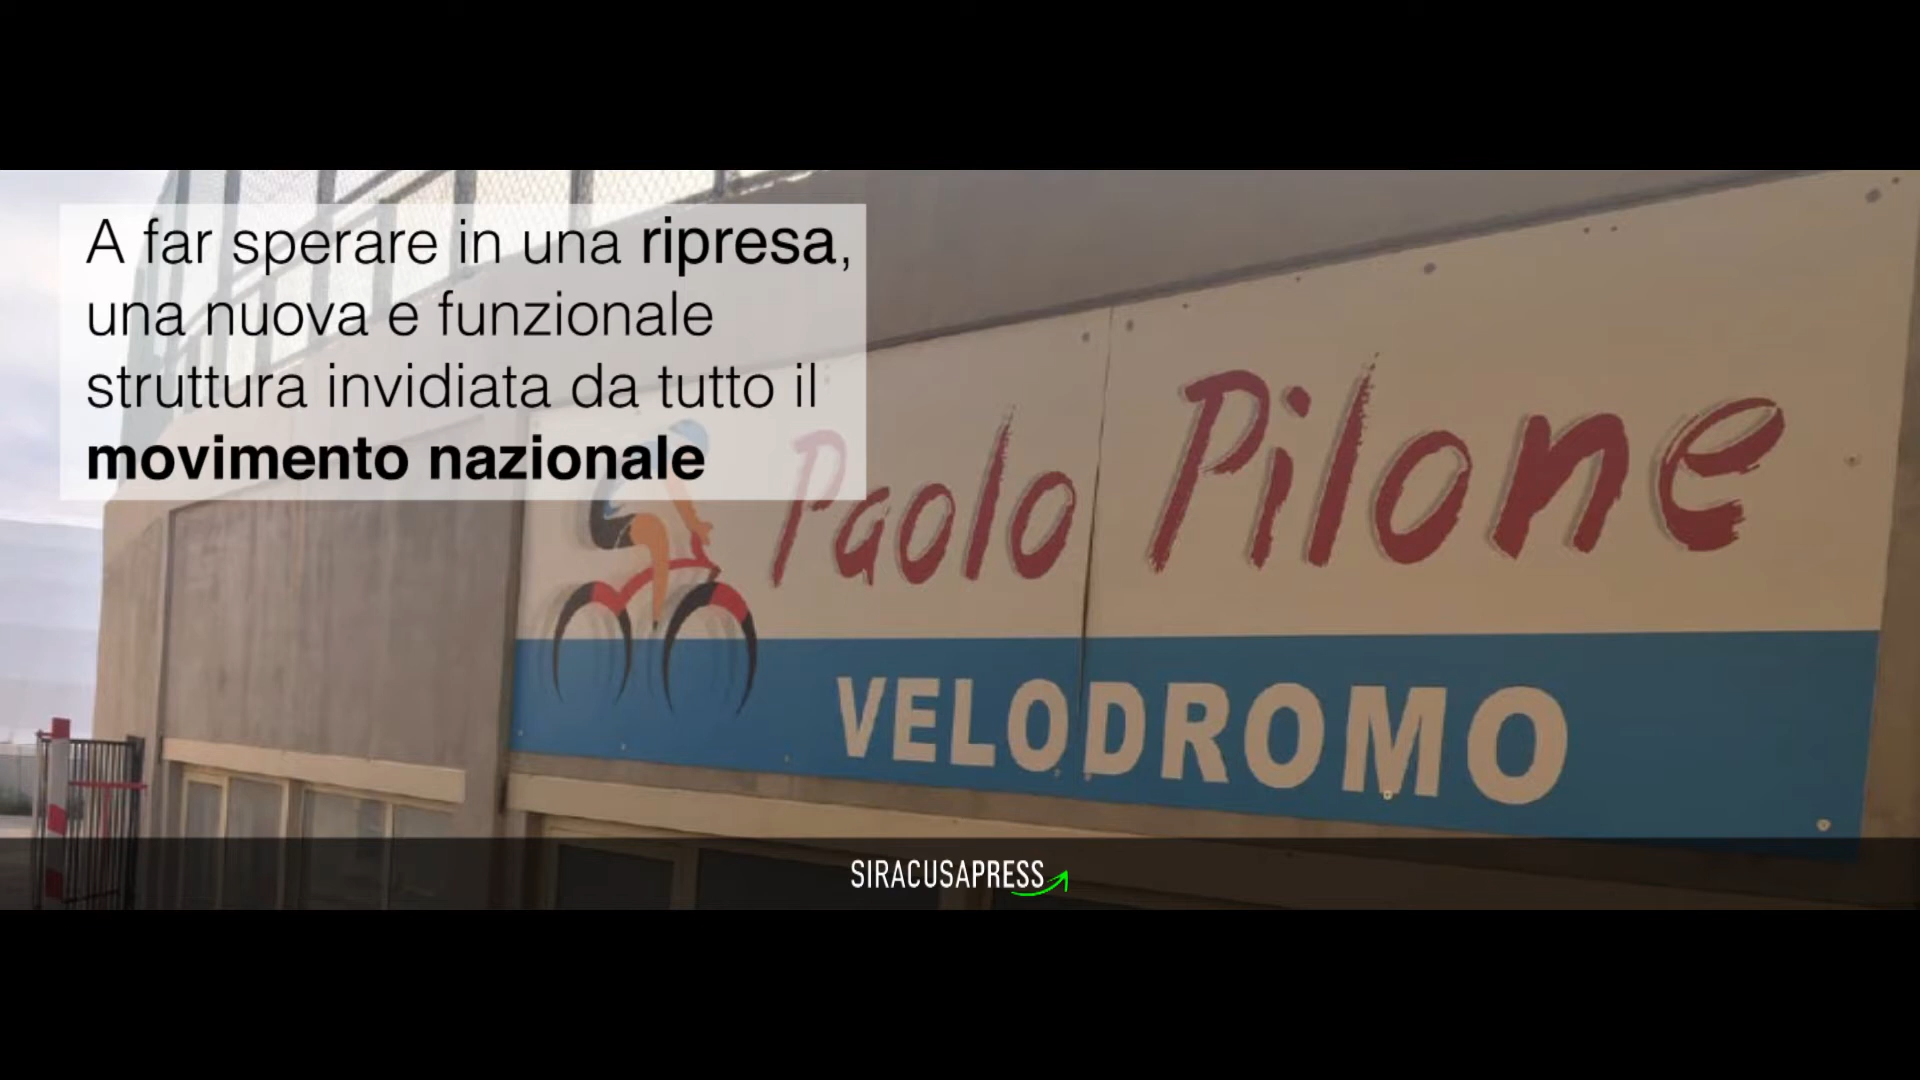 A far sperare in una ripresa,
una nuova e funzionale
struttura invidiata da tutto il
movimento nazionale
Paolo Pilone
VELODROMO
SIRACUSAPRESS